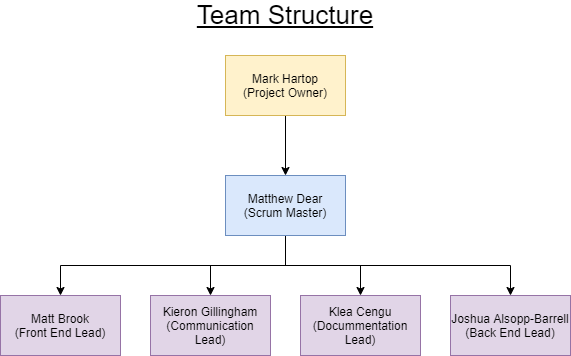 Team Structure
Mark Hartop
(Project Owner)
Matthew Dear
(Scrum Master)
Matt Brook
(Front End Lead)
Kieron Gillingham
(Communication
Lead)
Klea Cengu
(Docummentation
Lead)
Joshua Alsopp-Barrell
(Back End Lead)